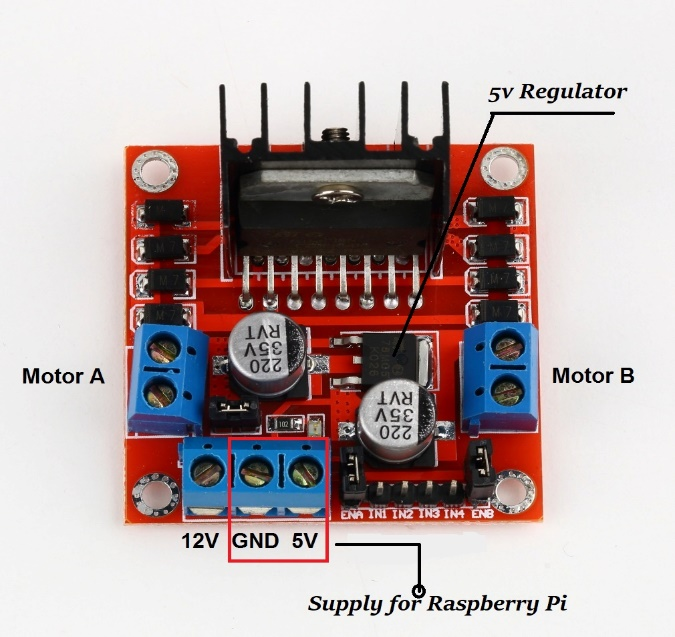 5v Regulator
Motor A
Motor B
220
35V
RVT
220
35V
RVT
102
ENA IN1 IN2 IN3 IN4 ENB
12V GND 5V
Supply for Raspberry Pi